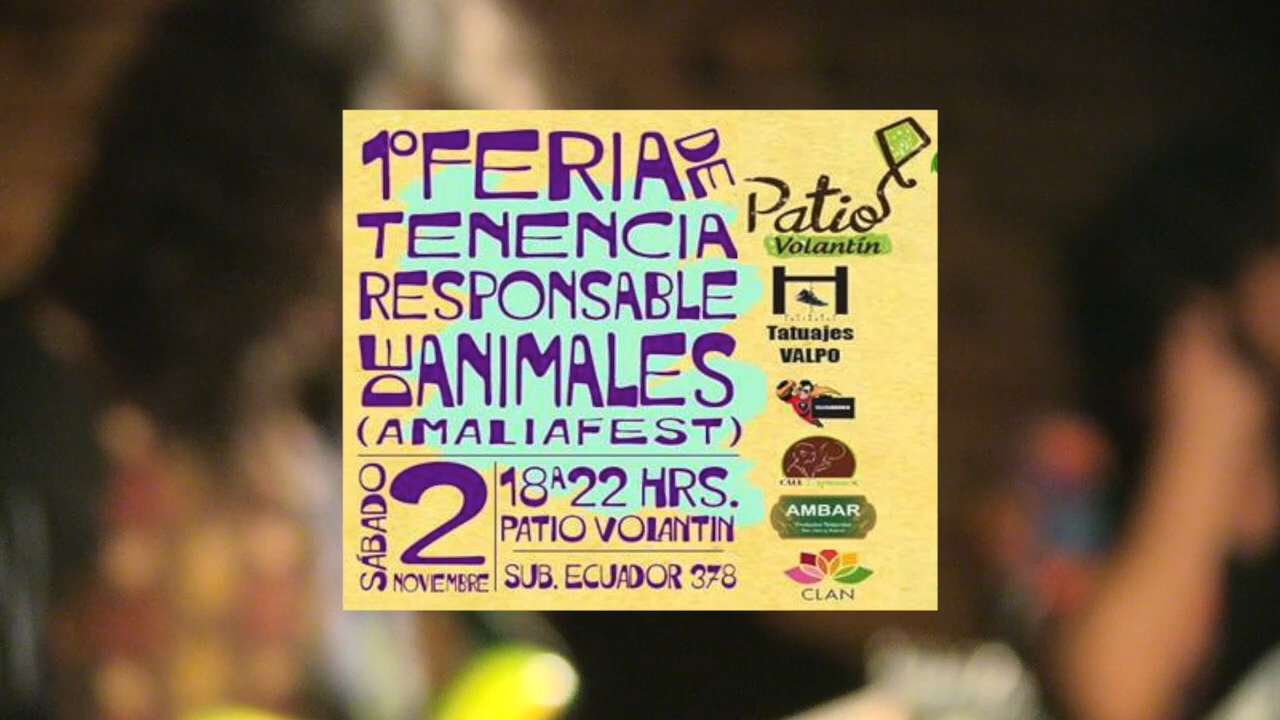 1º FERIA DE
TENENCIA
RESPONSABLE
DE ANIMALES
(AMALIAFEST)
SÁBADO 2 NOVIEMBRE
18 A 22 HRS.
PATIO VOLANTIN
SUB. ECUADOR 378
Patio
Volantín
Tatuajes
VALPO
AMBAR
CLAN